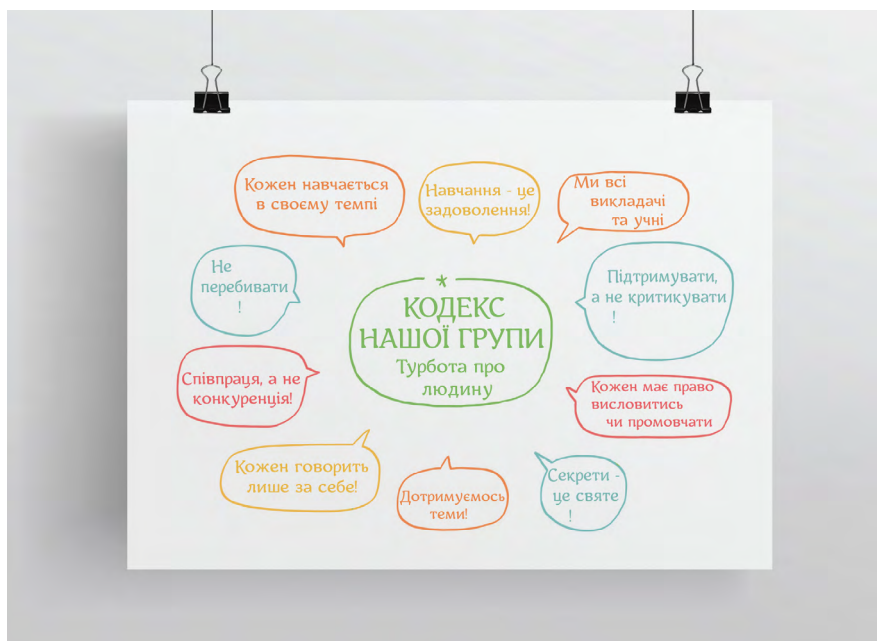 Кожен навчається
в своєму темпі
Навчання - це
задоволення!
Ми всі
викладачі
та учні
Не
перебивати
!
КОДЕКС
НАШОЇ ГРУПИ
Турбота про
людину
Підтримувати,
а не критикувати
!
Співпраця, а не
конкуренція!
Кожен має право
висловитись
чи промовчати
Кожен говорить
лише за себе!
Дотримуємось
теми!
Секрети -
це святе
!